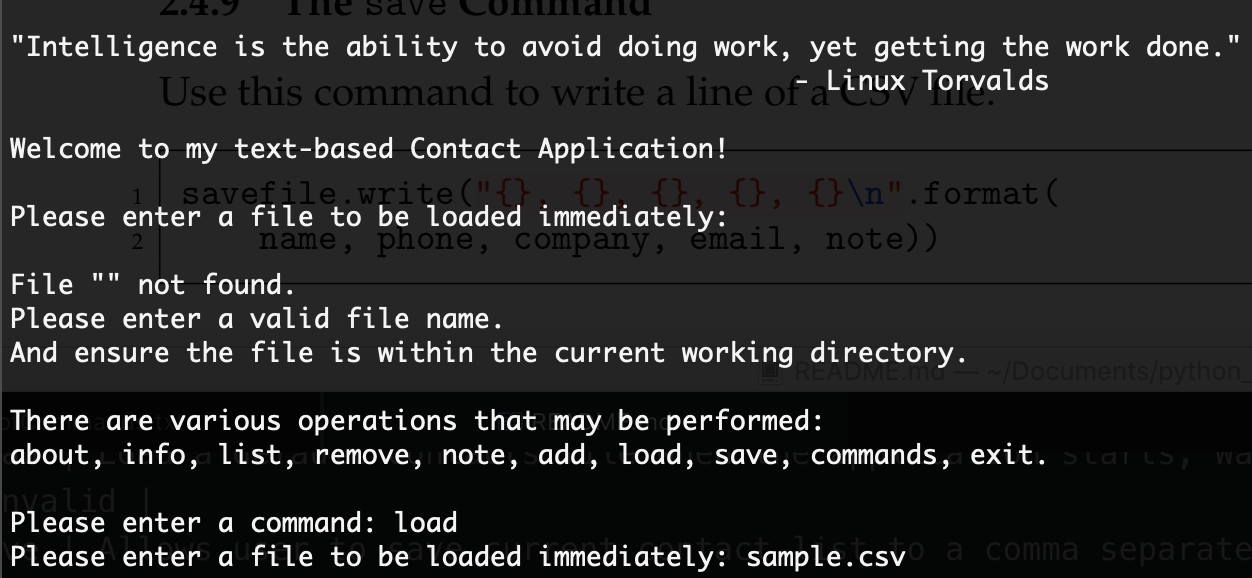 2.4.9 The save Command
"Intelligence is the ability to avoid doing work, yet getting the work done."
- Linux Torvalds
Use this command to write a line of a CSV file.
Welcome to my text-based Contact Application!
1 savefile.write("{}, {}, {}, {}, {}\n".format(
Please enter a file to be loaded immediately:
2 name, phone, company, email, note))
File "" not found.
Please enter a valid file name.
And ensure the file is within the current working directory.
README.md — ~/Documents/python_
There are various operations that may be performed:
README.md
about, info, list, remove, note, add, load, save, commands, exit.
starts, wa
nvalid |
Please enter a command: load
Please enter a file to be loaded immediately: sample.csv
Allows user to save current contact list to a comma separate